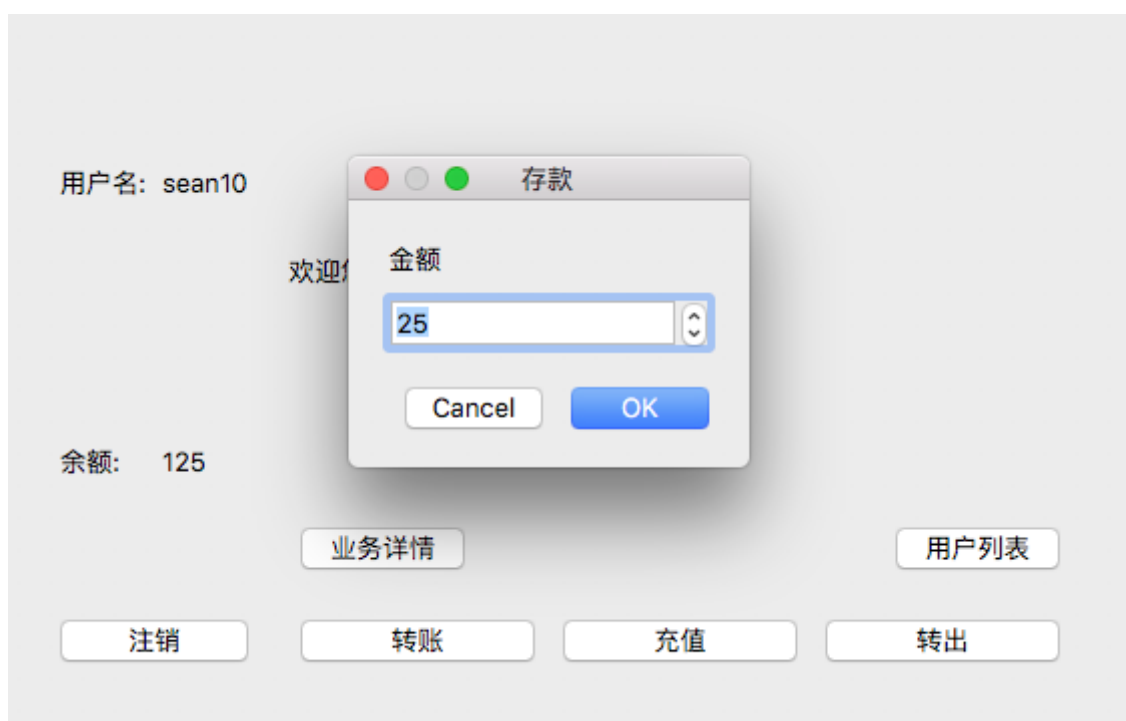 存款
用户名: sean10
金额
欢迎
25
Cancel OK
余额: 125
业务详情 用户列表
注销 转账 充值 转出